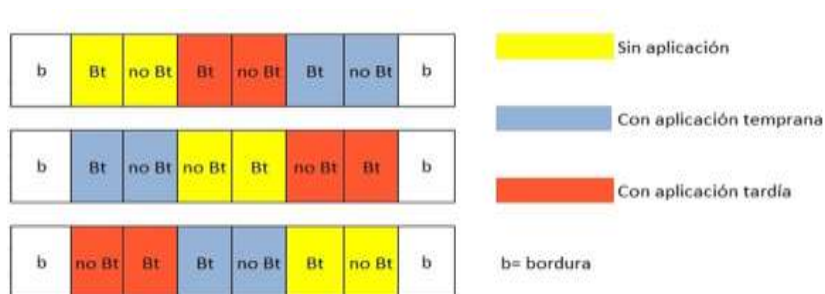 b Bt no Bt Bt no Bt Bt no Bt b
b Bt no Bt no Bt Bt no Bt Bt b
b no Bt Bt Bt no Bt Bt no Bt b
Sin aplicación
Con aplicación temprana
Con aplicación tardía
b= bordura